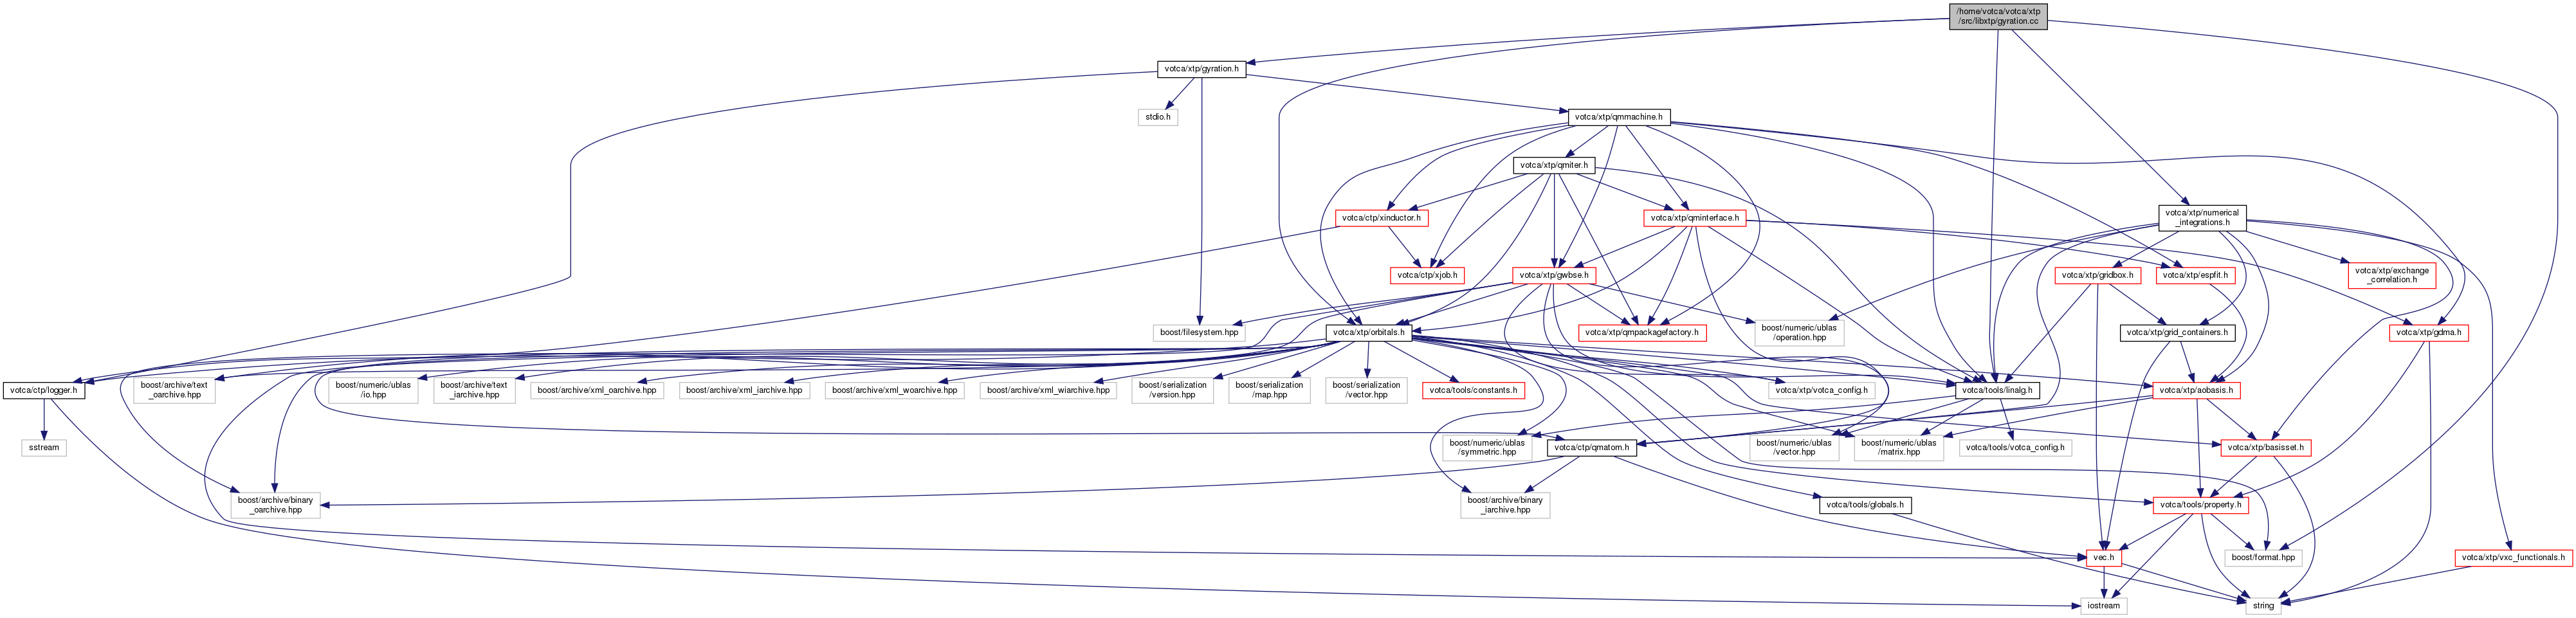 /home/votca/votca/xtp
/src/libxtp/gyration.cc
votca/xtp/gyration.h
stdio.h
votca/xtp/qmmachine.h
votca/xtp/qmiter.h
votca/ctp/xinductor.h
votca/xtp/qminterface.h
votca/xtp/numerical
_integrations.h
votca/ctp/xjob.h
votca/xtp/gwbse.h
votca/xtp/gridbox.h
votca/xtp/espfit.h
votca/xtp/exchange
_correlation.h
boost/filesystem.hpp
votca/xtp/orbitals.h
votca/xtp/qmpackagefactory.h
boost/numeric/ublas
/operation.hpp
votca/xtp/grid_containers.h
votca/xtp/gdma.h
votca/ctp/logger.h
boost/archive/text
_oarchive.hpp
boost/numeric/ublas
/io.hpp
boost/archive/text
_iarchive.hpp
boost/archive/xml_oarchive.hpp
boost/archive/xml_iarchive.hpp
boost/archive/xml_woarchive.hpp
boost/archive/xml_wiarchive.hpp
boost/serialization
/version.hpp
boost/serialization
/map.hpp
boost/serialization
/vector.hpp
votca/tools/constants.h
votca/xtp/votca_config.h
votca/tools/linalg.h
votca/xtp/aobasis.h
sstream
boost/numeric/ublas
/symmetric.hpp
votca/ctp/qmatom.h
boost/numeric/ublas
/vector.hpp
boost/numeric/ublas
/matrix.hpp
votca/tools/votca_config.h
votca/xtp/basisset.h
boost/archive/binary
_oarchive.hpp
boost/archive/binary
_iarchive.hpp
votca/tools/globals.h
votca/tools/property.h
vec.h
boost/format.hpp
votca/xtp/vxc_functionals.h
iostream
string